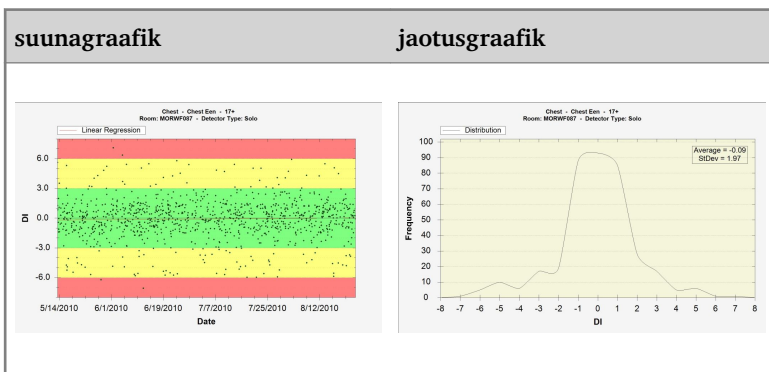 suunagraafik
jaotusgraafik
Chest - Chest Een - 17+
Room: MORWF087 - Detector Type: Solo
Linear Regression
6.0
3.0
0.0
-3.0
-6.0
DI
5/14/2010 6/1/2010 6/19/2010 7/7/2010 7/25/2010 8/12/2010
Date
Chest - Chest Een - 17+
Room: MORWF087 - Detector Type: Solo
Distribution
Average = -0.09
StDev = 1.97
100
90
80
70
60
50
40
30
20
10
0
Frequency
-8 -7 -6 -5 -4 -3 -2 -1 0 1 2 3 4 5 6 7 8
DI